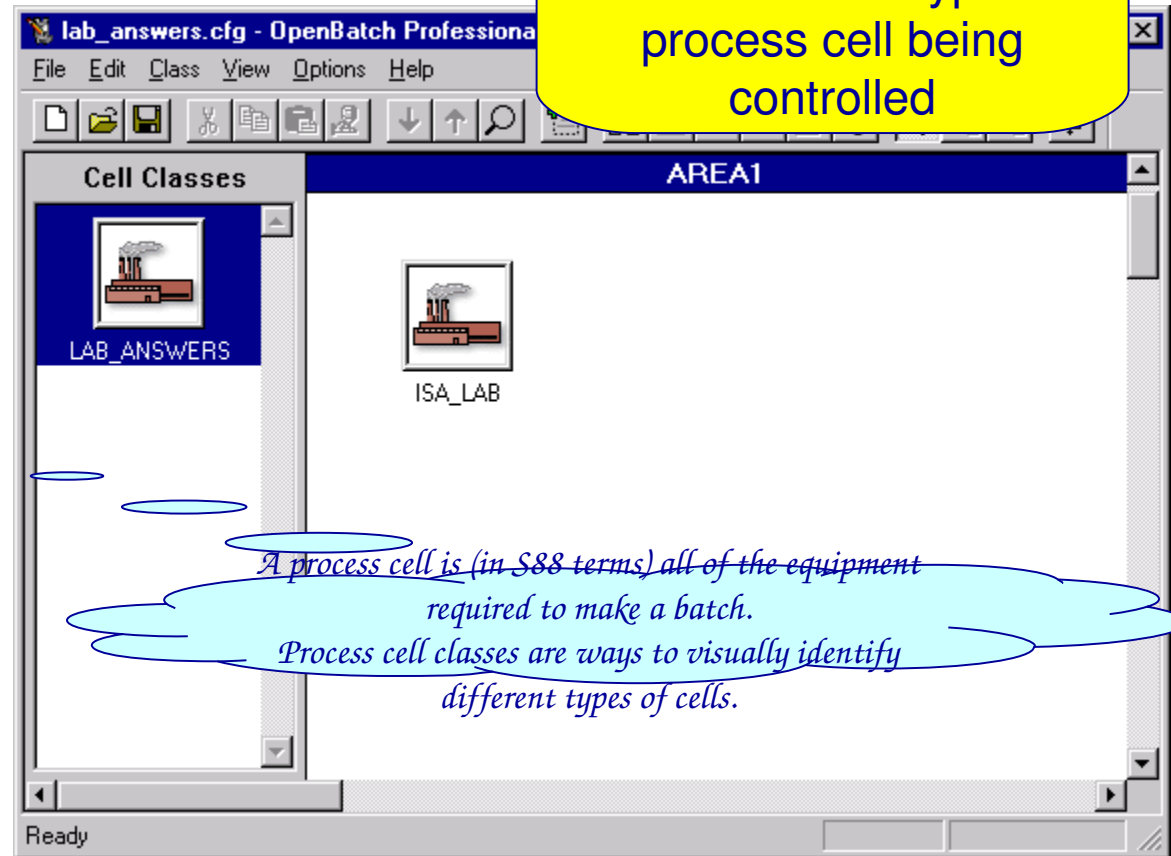 lab_answers.cfg - OpenBatch Professiona
process cell being
controlled
File Edit Class View Options Help
Cell Classes
AREA1
LAB_ANSWERS
ISA_LAB
A process cell is (in S88 terms) all of the equipment
required to make a batch.
Process cell classes are ways to visually identify
different types of cells.
Ready